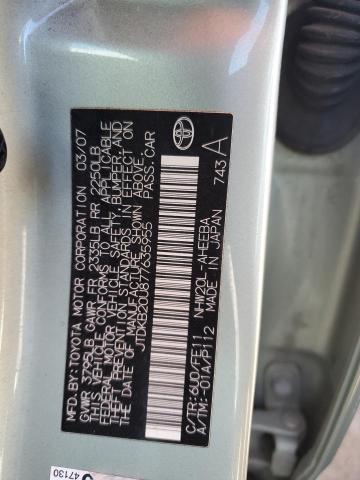 MFD.BY:TOYOTA MOTOR CORPORATION 03/07
GVWR 3795LB GAWR FR 2335LB RR 2250LB
THIS VEHICLE CONFORMS TO ALL APPLICABLE
FEDERAL MOTOR VEHICLE SAFETY, BUMPER, AND
THEFT PREVENTION STANDARDS IN EFFECT ON
THE DATE OF MANUFACTURE SHOWN ABOVE.
JTDKB20U877635955 PASS.CAR
C/TR:6U0/FE11 NHW20L-AHEEBA
A/TM:-01A/P112 MADE IN JAPAN
743 A
47130